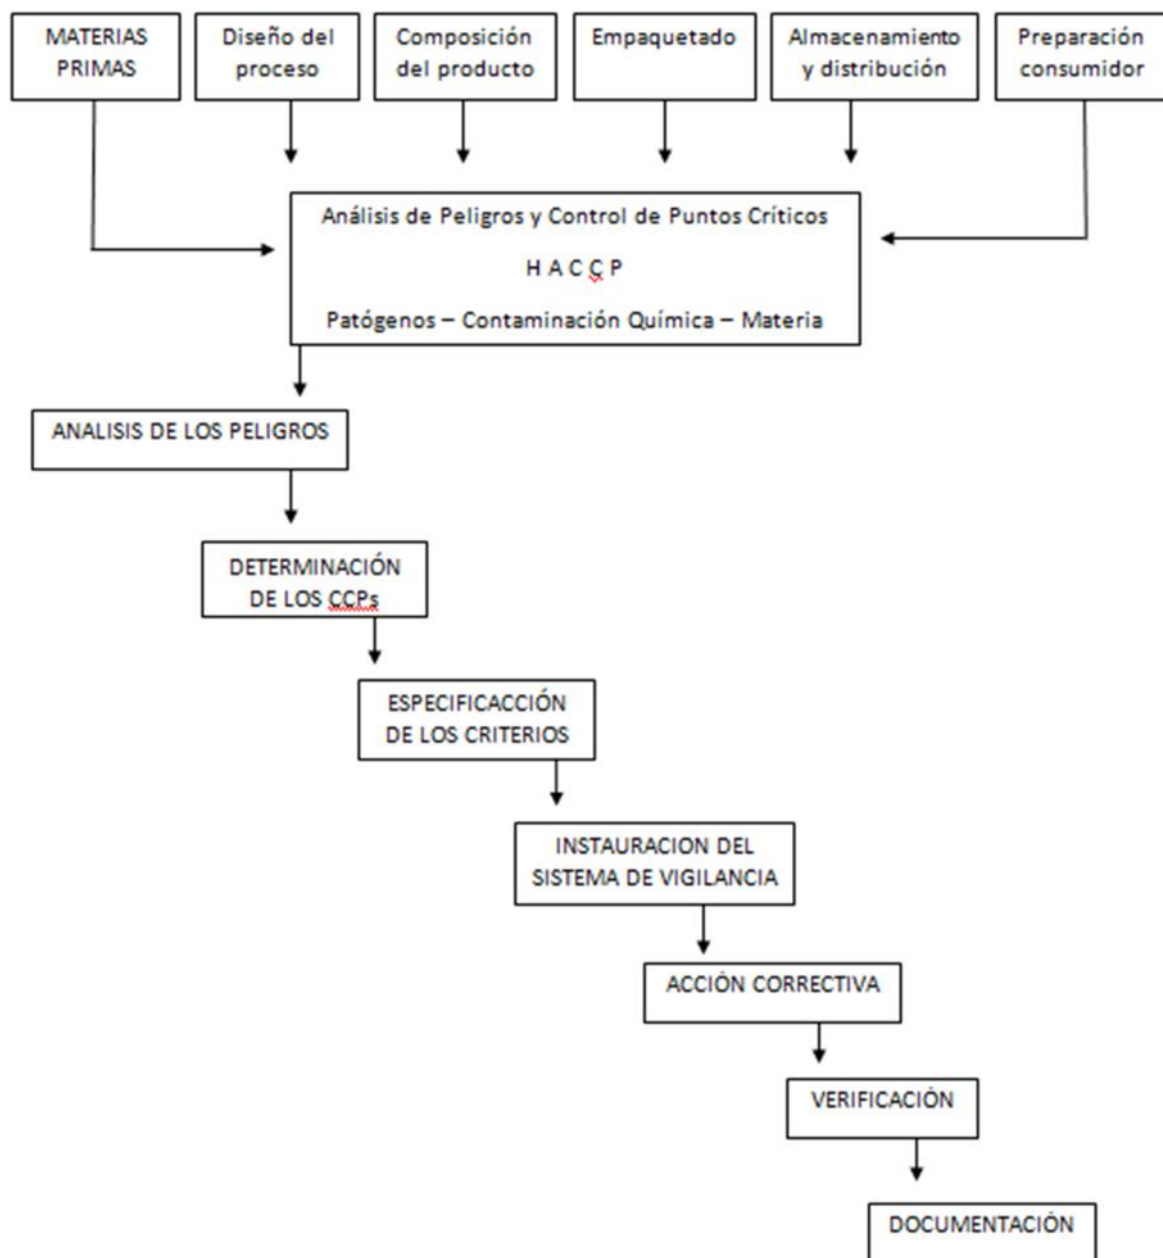 MATERIAS
PRIMAS
Diseño del
proceso
Composición
del producto
Empaquetado
Almacenamiento
y distribución
Preparación
consumidor
Análisis de Peligros y Control de Puntos Críticos
H A C C P
Patógenos – Contaminación Química – Materia
ANALISIS DE LOS PELIGROS
DETERMINACIÓN
DE LOS CCPs
ESPECIFICACCIÓN
DE LOS CRITERIOS
INSTAURACION DEL
SISTEMA DE VIGILANCIA
ACCIÓN CORRECTIVA
VERIFICACIÓN
DOCUMENTACIÓN